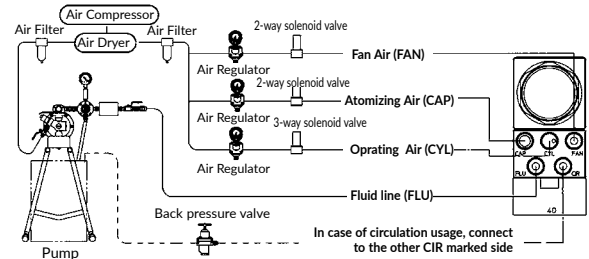 Air Compressor
Air Filter
Air Dryer
Air Filter
2-way solenoid valve
Fan Air (FAN)
Air Regulator
2-way solenoid valve
Atomizing Air (CAP)
Air Regulator
3-way solenoid valve
Oprating Air (CYL)
Air Regulator
Fluid line (FLU)
CAP
CYL
FAN
FLU
CIR
40
Back pressure valve
In case of circulation usage, connect
to the other CIR marked side
Pump